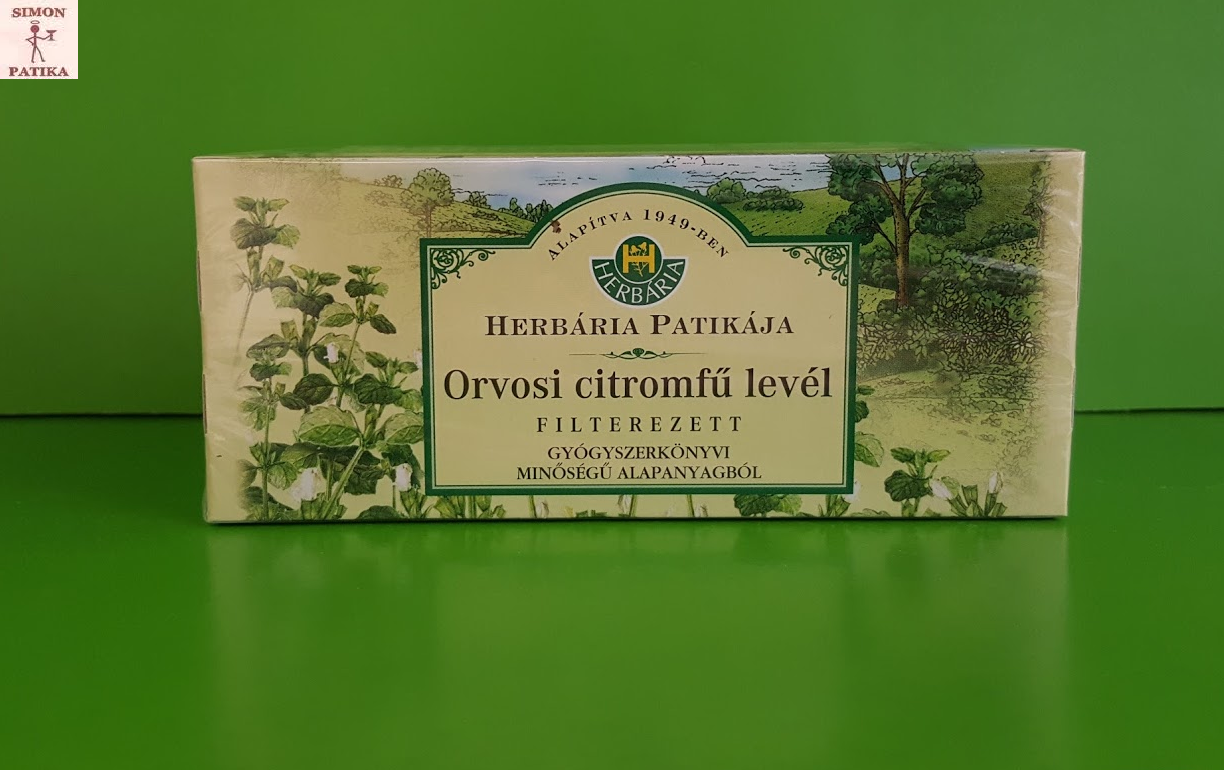 SIMON
PATIKA
ALAPÍTVA 1949-BEN
HERBÁRIA
HERBÁRIA PATIKÁJA
Orvosi citromfű levél
FILTEREZETT
GYÓGYSZERKÖNYVI
MINŐSÉGŰ ALAPANYAGBÓL